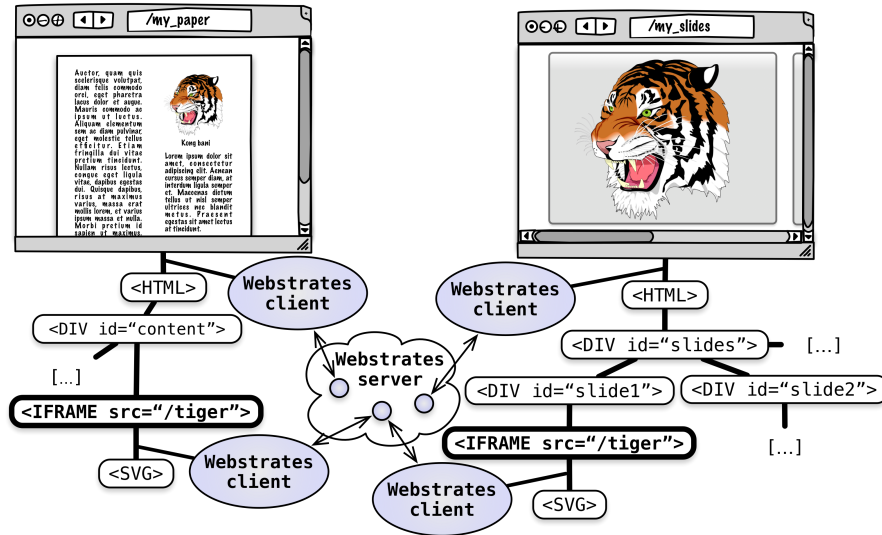 /my_paper
Auctor, quam quis
scelerisque volutpat,
diam felis commodo
orci, eget pharetra
lacus dolor et augue.
Mauris commodo ac
ipsum ut luctus.
Aliquam elementum
sem ac diam pulvinar,
eget molestie tellus
efficitur. Etiam
fringilla dui vitae
pretium tincidunt.
Nullam risus lectus,
congue eget ligula
vitae, dapibus egestas
dui. Quisque dapibus,
risus at maximus
varius, massa erat
mollis lorem, et varius
ipsum massa et nulla.
Morbi pretium id
sapien ut maximus.
Kong bani
Lorem ipsum dolor sit
amet, consectetur
adipiscing elit. Aenean
cursus semper diam, at
interdum ligula semper
et. Maecenas dictum
tellus ut nisl semper
ultrices nec blandit
metus. Praesent
egestas sit amet lectus
at tincidunt.
/my_slides
<HTML>
Webstrates
client
<DIV id=“content”>
[...]
<IFRAME src=“/tiger”>
<SVG>
Webstrates
client
Webstrates
server
Webstrates
client
<HTML>
<DIV id=“slides”>
[...]
<DIV id=“slide1”>
<DIV id=“slide2”>
<IFRAME src=“/tiger”>
[...]
Webstrates
client
<SVG>